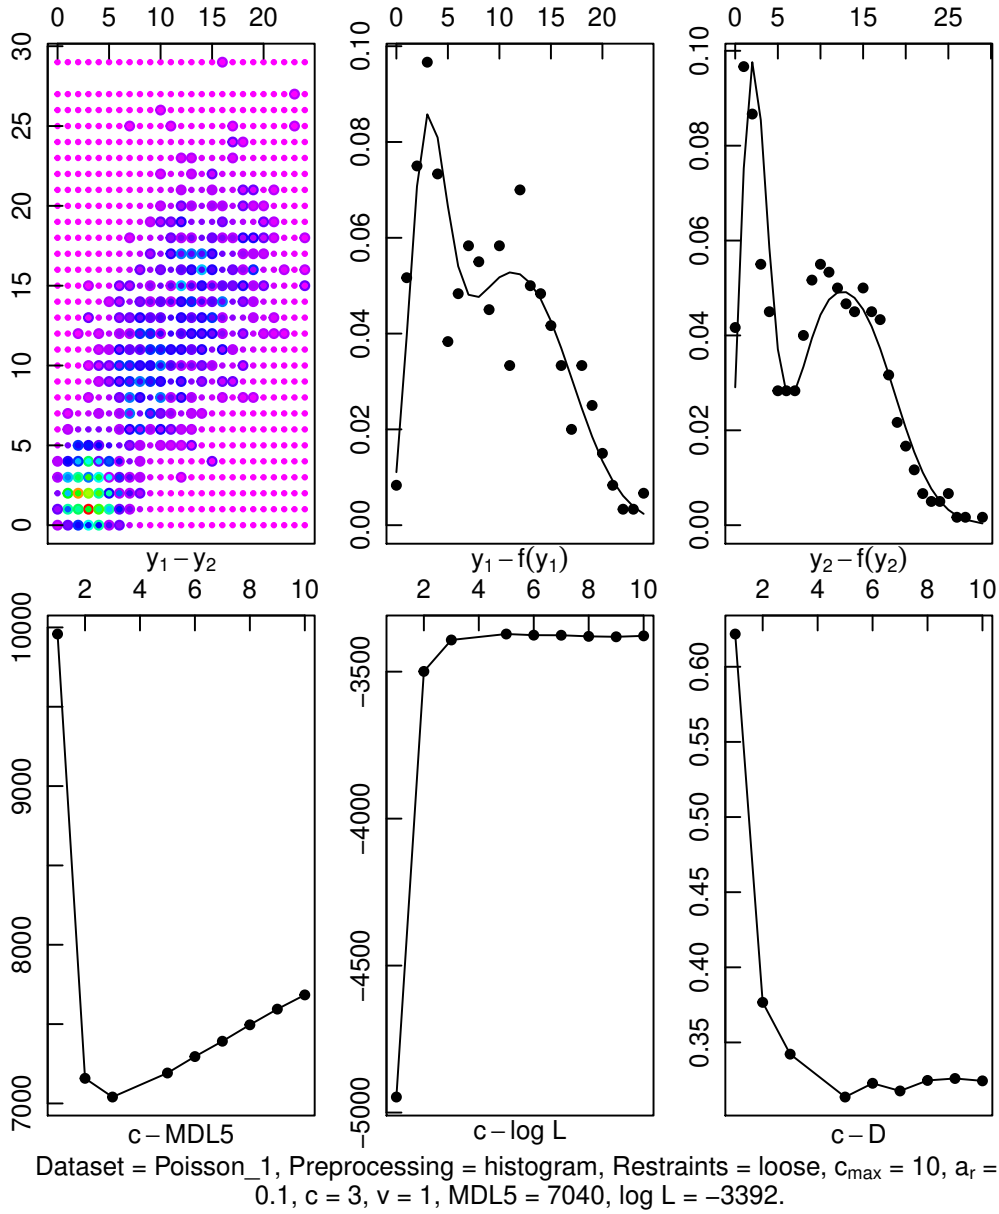 0 5 10 15 20
0 5 10 15 20
0 5 15 25
0 5 10 15 20 25 30
0.00 0.02 0.04 0.06 0.08
0.00 0.02 0.04 0.06 0.08 0.10
y₁ − y₂
y₁ − f(y₁)
y₂ − f(y₂)
2 4 6 8 10
2 4 6 8 10
2 4 6 8 10
7000 8000 9000 10000
−5000 −4500 −4000 −3500
0.35 0.40 0.45 0.50 0.55 0.60
c − MDL5
c − log L
c − D
Dataset = Poisson_1, Preprocessing = histogram, Restraints = loose, cmax = 10, ar =
0.1, c = 3, v = 1, MDL5 = 7040, log L = −3392.